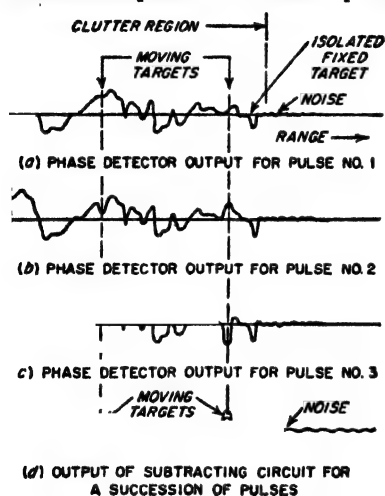 CLUTTER REGION
MOVING
TARGETS
ISOLATED
FIXED
TARGET
NOISE
RANGE
(a) PHASE DETECTOR OUTPUT FOR PULSE NO. 1
(b) PHASE DETECTOR OUTPUT FOR PULSE NO. 2
c) PHASE DETECTOR OUTPUT FOR PULSE NO. 3
MOVING
TARGETS
NOISE
(d) OUTPUT OF SUBTRACTING CIRCUIT FOR
A SUCCESSION OF PULSES